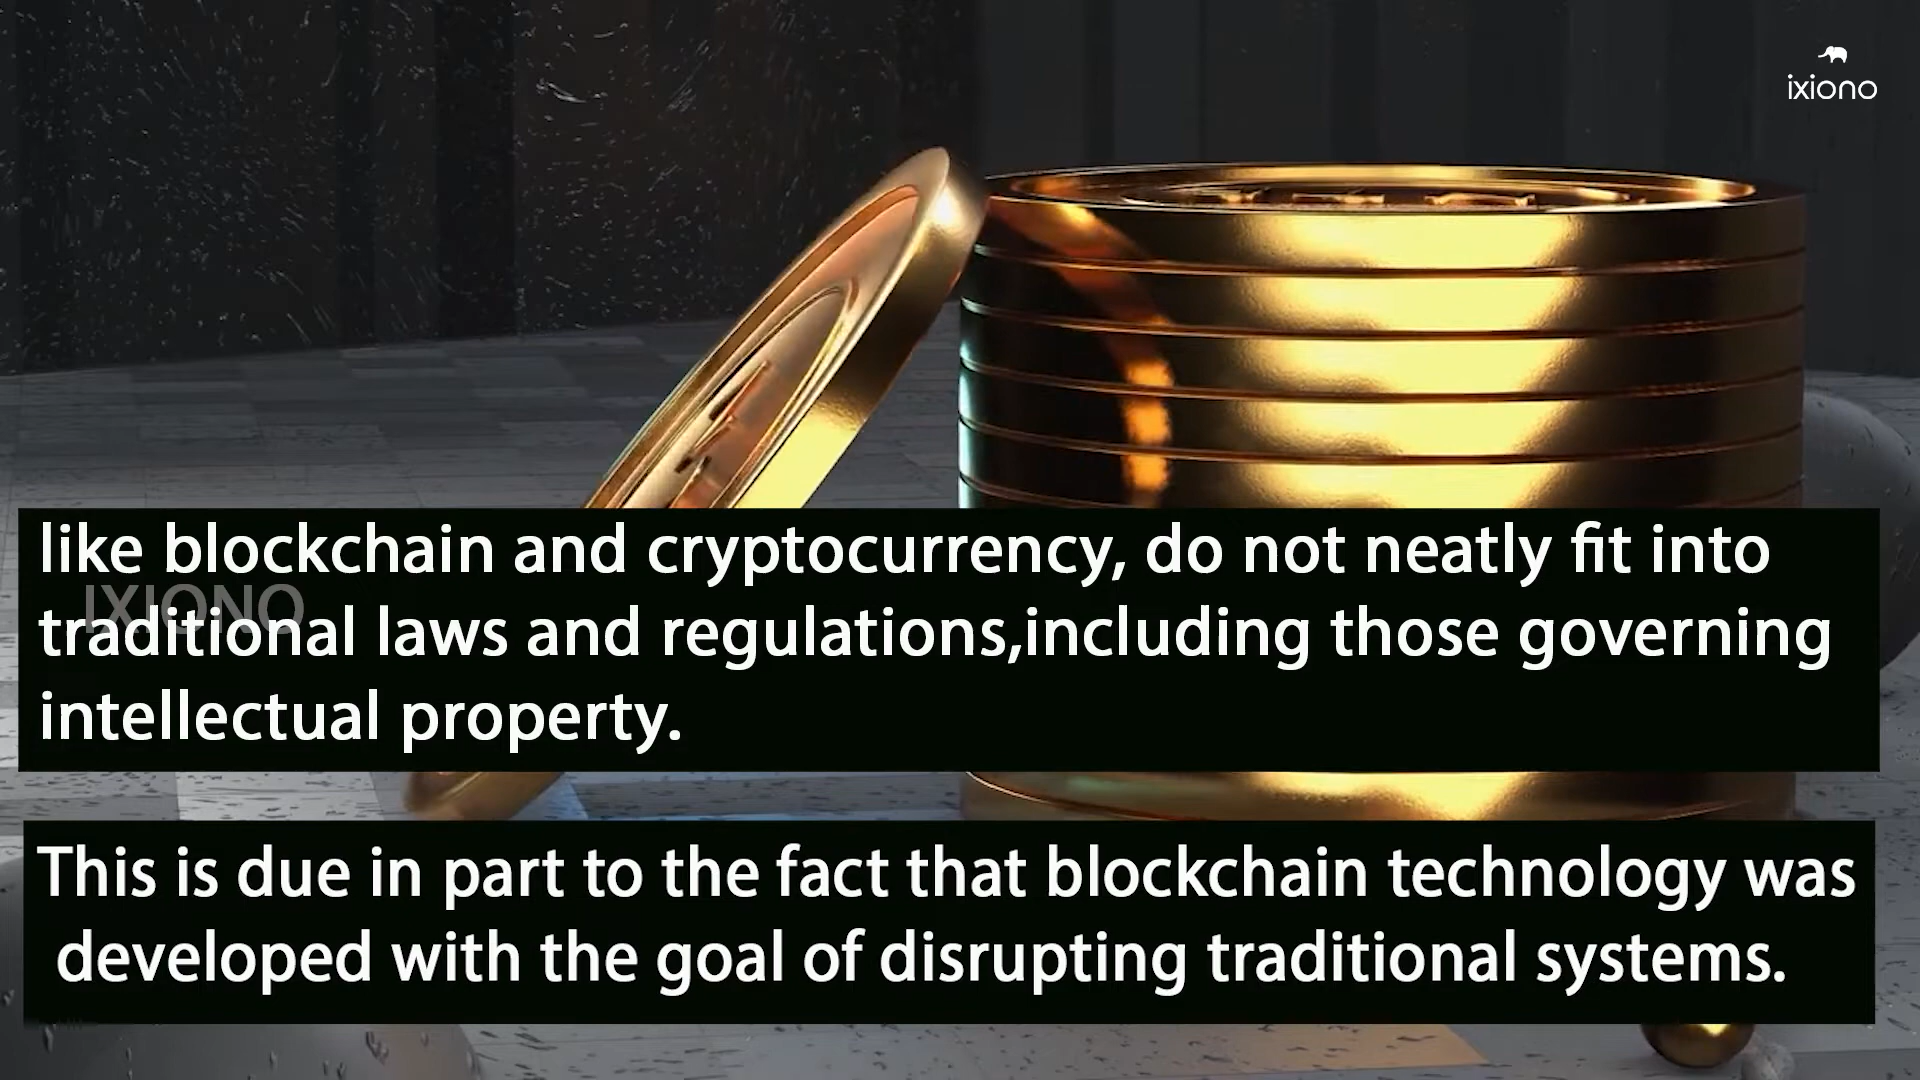 ixiono
like blockchain and cryptocurrency, do not neatly fit into
IXIONO
traditional laws and regulations,including those governing
intellectual property.
This is due in part to the fact that blockchain technology was
developed with the goal of disrupting traditional systems.